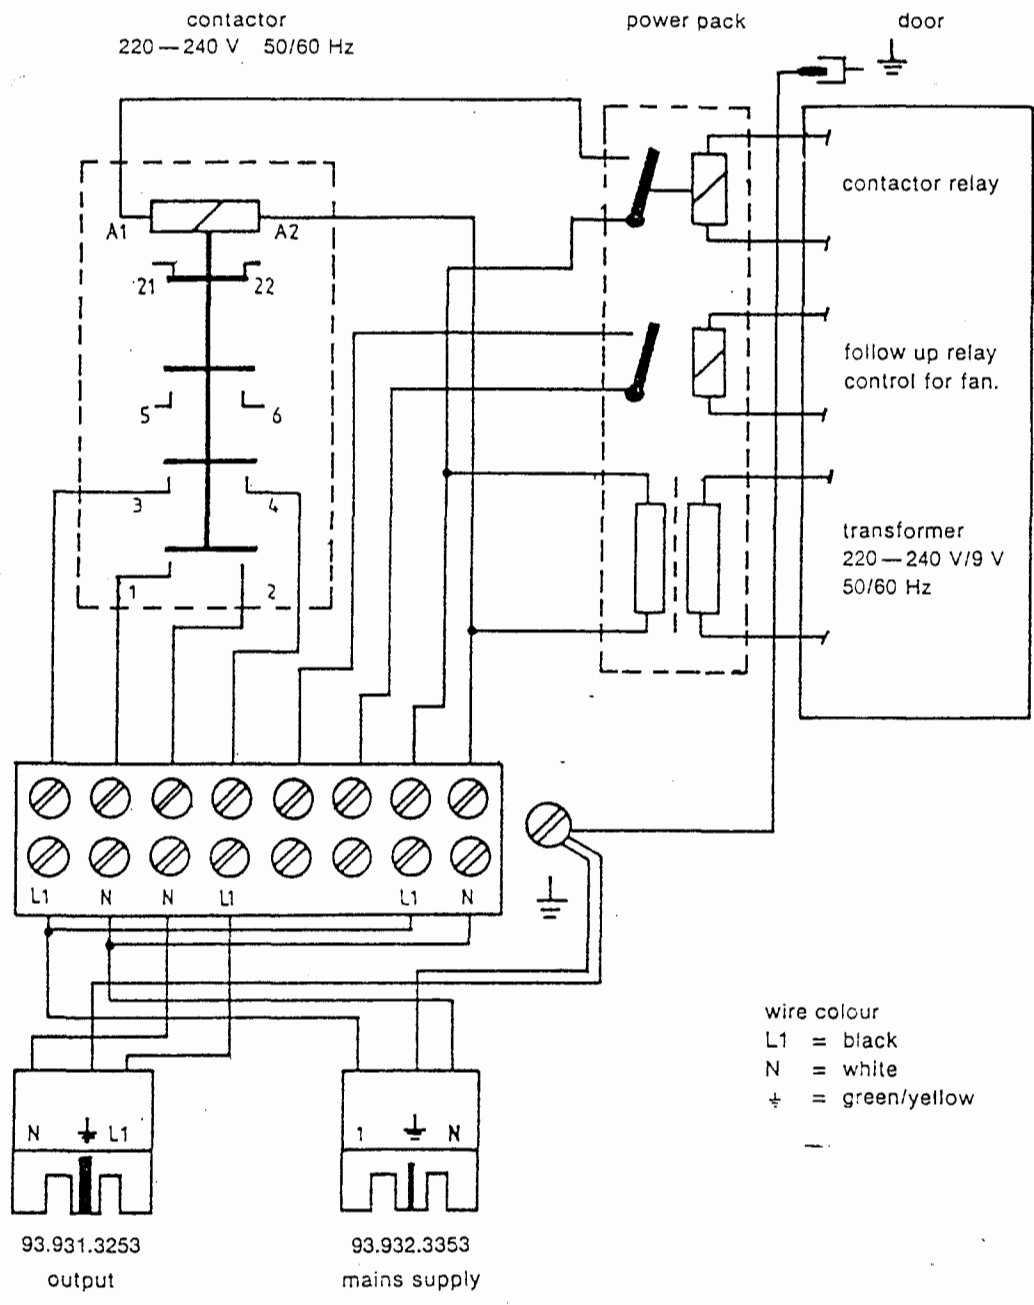 contactor
220—240 V 50/60 Hz
power pack
door
contactor relay
A1
A2
21
22
follow up relay
control for fan.
5
6
3
4
transformer
220—240 V/9 V
50/60 Hz
1
2
L1 N N L1 L1 N
wire colour
L1 = black
N = white
⏚ = green/yellow
N ⏚ L1
1 ⏚ N
93.931.3253
output
93.932.3353
mains supply